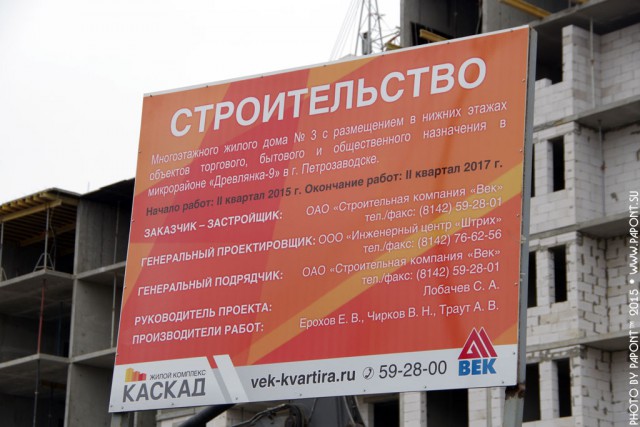 СТРОИТЕЛЬСТВО
Многоэтажного жилого дома № 3 с размещением в нижних этажах
объектов торгового, бытового и общественного назначения в
микрорайоне «Древлянка-9» в г. Петрозаводске.
Начало работ: II квартал 2015 г. Окончание работ: II квартал 2017 г.
ЗАКАЗЧИК – ЗАСТРОЙЩИК: ОАО «Строительная компания «Век»
тел./факс: (8142) 59-28-01
ГЕНЕРАЛЬНЫЙ ПРОЕКТИРОВЩИК: ООО «Инженерный центр «Штрих»
тел./факс: (8142) 76-62-56
ГЕНЕРАЛЬНЫЙ ПОДРЯДЧИК: ОАО «Строительная компания «Век»
тел./факс: (8142) 59-28-01
РУКОВОДИТЕЛЬ ПРОЕКТА: Лобачев С. А.
ПРОИЗВОДИТЕЛИ РАБОТ: Ерохов Е. В., Чирков В. Н., Траут А. В.
ЖИЛОЙ КОМПЛЕКС
КАСКАД
vek-kvartira.ru 59-28-00
ВЕК
PHOTO BY PAPONT © 2015 * WWW.PAPONT.SU